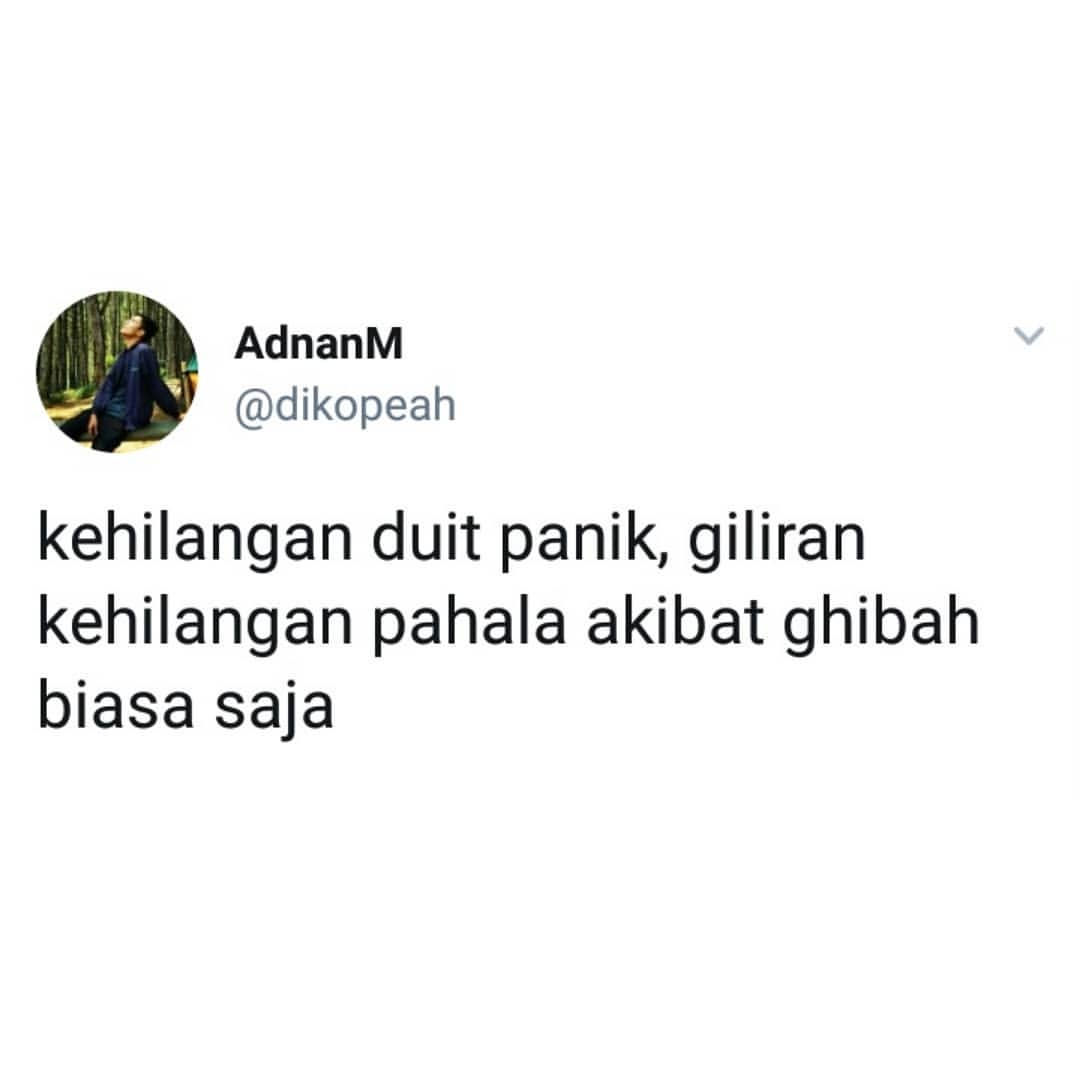 AdnanM
@dikopeah
kehilangan duit panik, giliran
kehilangan pahala akibat ghibah
biasa saja